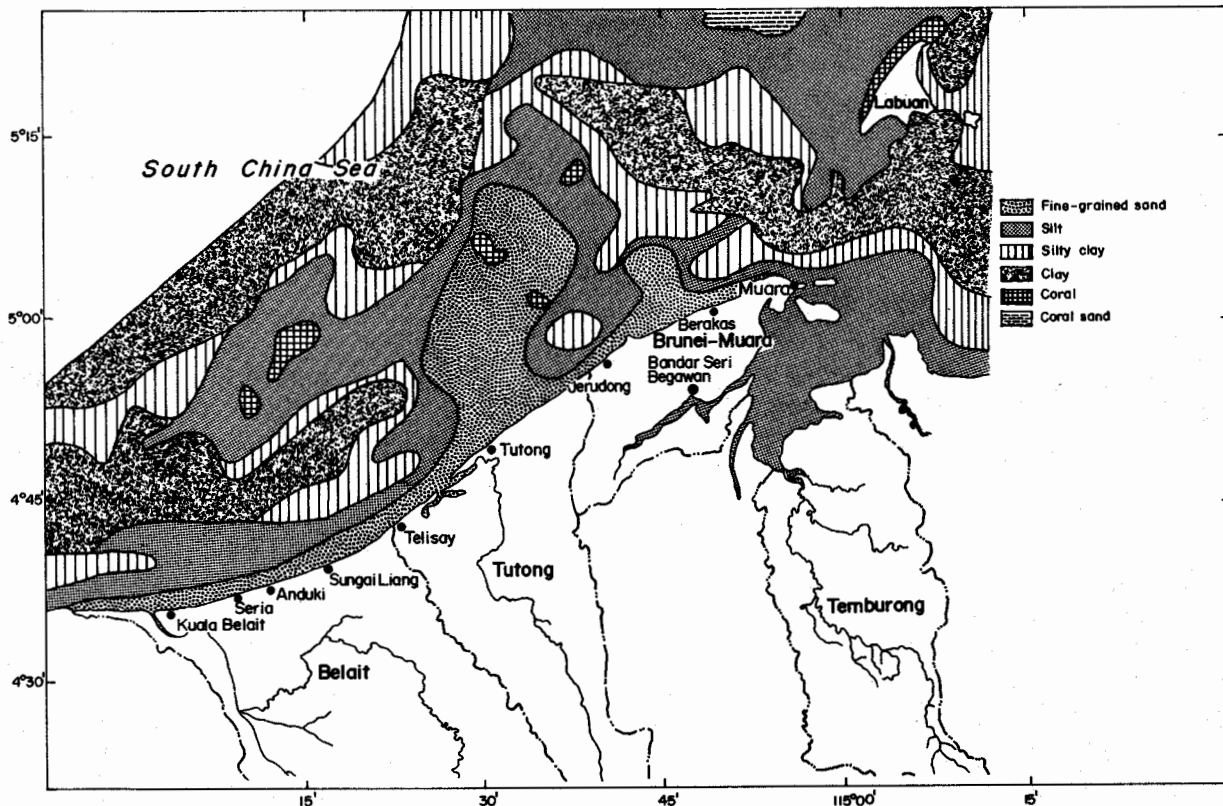 5°15'
5°00'
4°45'
4°30'
South China Sea
Labuan
Muara
Berakas
Brunei-Muara
Bandar Seri
Begawan
Jerudong
Tutong
Telisay
Tutong
Sungai Liang
Anduki
Seria
Kuala Belait
Belait
Temburong
Fine-grained sand
Silt
Silty clay
Clay
Coral
Coral sand
15'
30'
45'
115°00'
15'